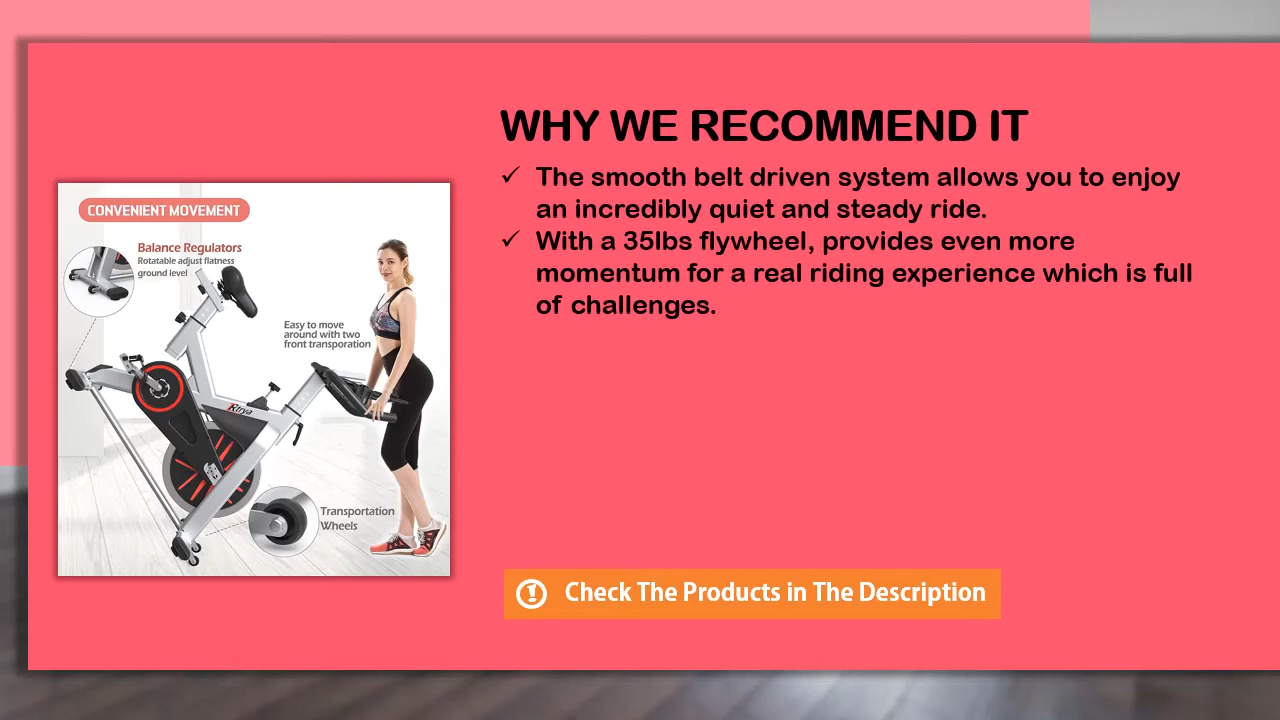 WHY WE RECOMMEND IT
✓ The smooth belt driven system allows you to enjoy
an incredibly quiet and steady ride.
✓ With a 35lbs flywheel, provides even more
momentum for a real riding experience which is full
of challenges.
CONVENIENT MOVEMENT
Balance Regulators
Rotatable adjust flatness
ground level
Easy to move
around with two
front transporation
Rfrya
Transportation
Wheels
Check The Products in The Description